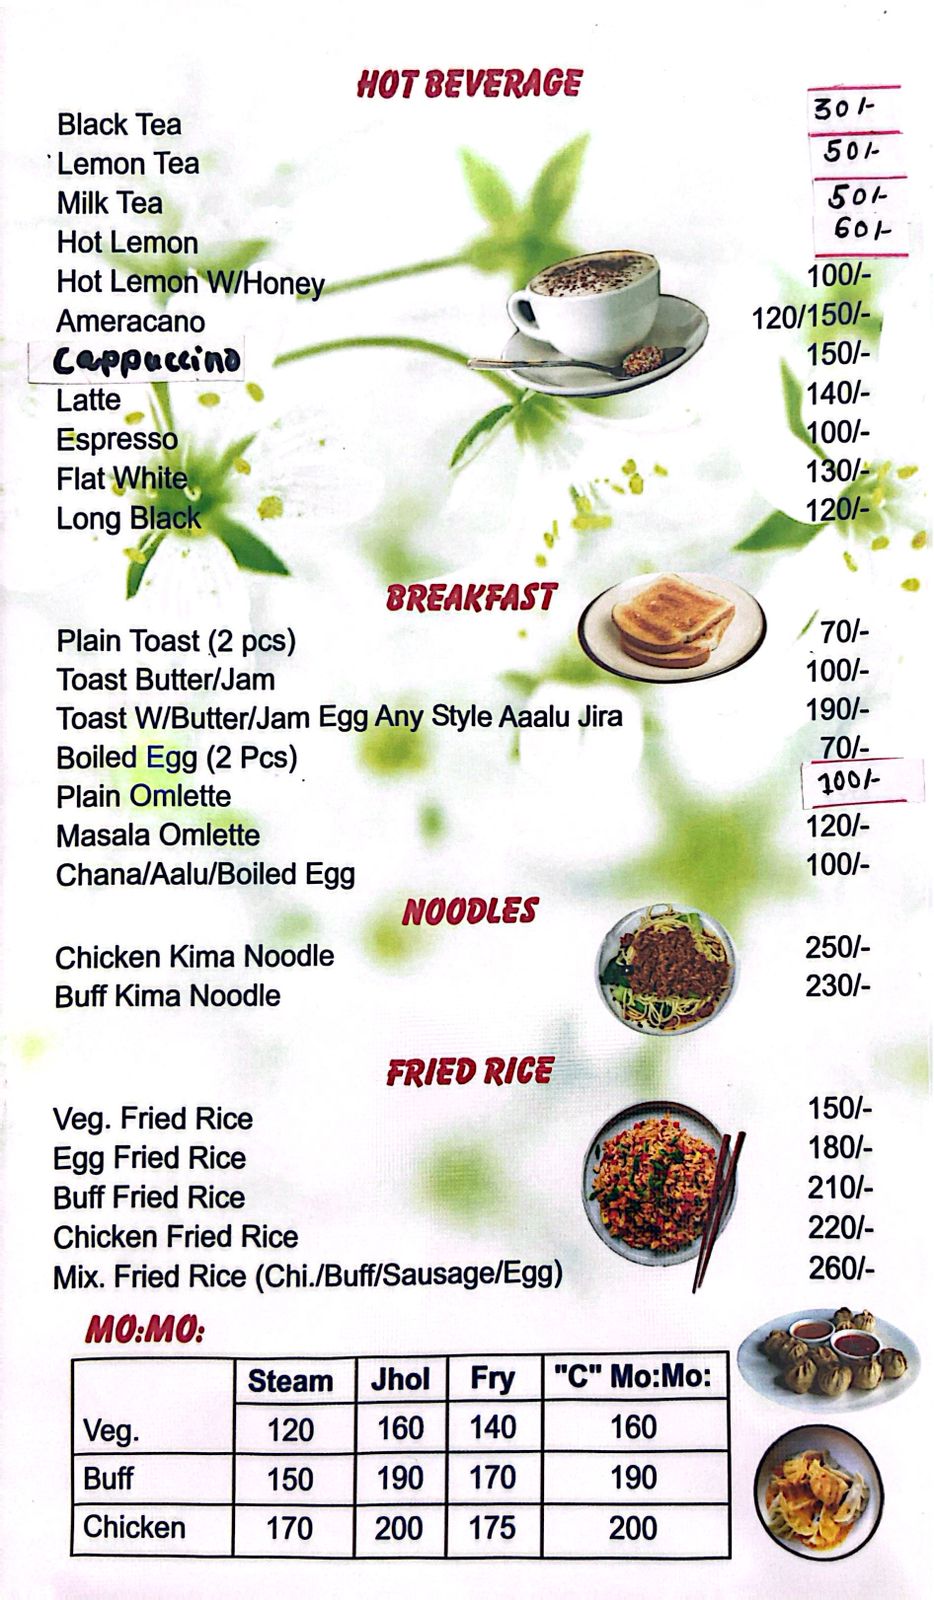 HOT BEVERAGE
Black Tea 30/-
Lemon Tea 50/-
Milk Tea 50/-
Hot Lemon 60/-
Hot Lemon W/Honey 100/-
Ameracano 120/150/-
Cappuccino 150/-
Latte 140/-
Espresso 100/-
Flat White 130/-
Long Black 120/-
BREAKFAST
Plain Toast (2 pcs) 70/-
Toast Butter/Jam 100/-
Toast W/Butter/Jam Egg Any Style Aaalu Jira 190/-
Boiled Egg (2 Pcs) 70/-
Plain Omlette 100/-
Masala Omlette 120/-
Chana/Aalu/Boiled Egg 100/-
NOODLES
Chicken Kima Noodle 250/-
Buff Kima Noodle 230/-
FRIED RICE
Veg. Fried Rice 150/-
Egg Fried Rice 180/-
Buff Fried Rice 210/-
Chicken Fried Rice 220/-
Mix. Fried Rice (Chi./Buff/Sausage/Egg) 260/-
MO:MO:
Steam Jhol Fry "C" Mo:Mo:
Veg. 120 160 140 160
Buff 150 190 170 190
Chicken 170 200 175 200